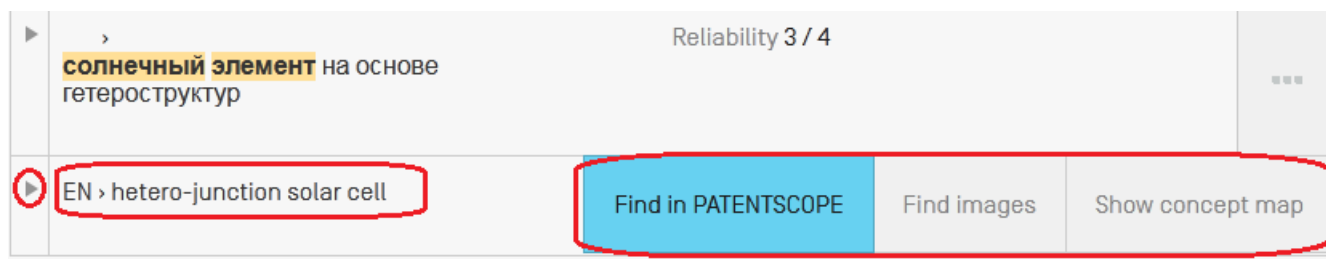 ›
солнечный элемент на основе
гетероструктур
Reliability 3 / 4
EN › hetero-junction solar cell
Find in PATENTSCOPE
Find images
Show concept map